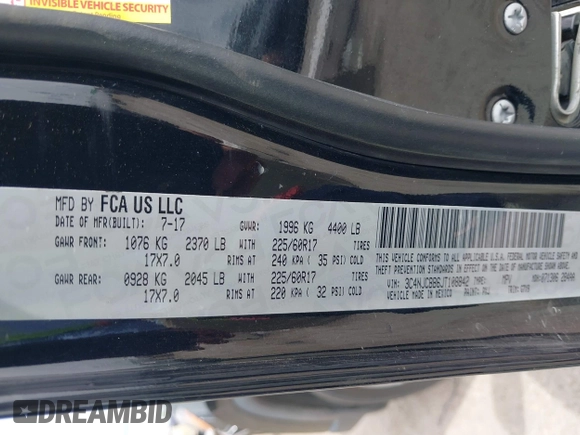 INVISIBLE VEHICLE SECURITY
MFD BY FCA US LLC
DATE OF MFR(BUILT): 7-17 GVWR: 1996 KG 4400 LB
GAWR FRONT: 1076 KG 2370 LB WITH 225/60R17 TIRES
17X7.0 RIMS AT 240 KPA ( 35 PSI) COLD
GAWR REAR: 0928 KG 2045 LB WITH 225/60R17 TIRES
17X7.0 RIMS AT 220 KPA ( 32 PSI) COLD
THIS VEHICLE CONFORMS TO ALL APPLICABLE U.S.A. FEDERAL MOTOR VEHICLE SAFETY AND
THEFT PREVENTION STANDARDS IN EFFECT ON THE DATE OF MANUFACTURE SHOWN ABOVE.
VIN: TYPE: MPV
MADE IN MEXICO PAINT: TRIM:
DREAMBID